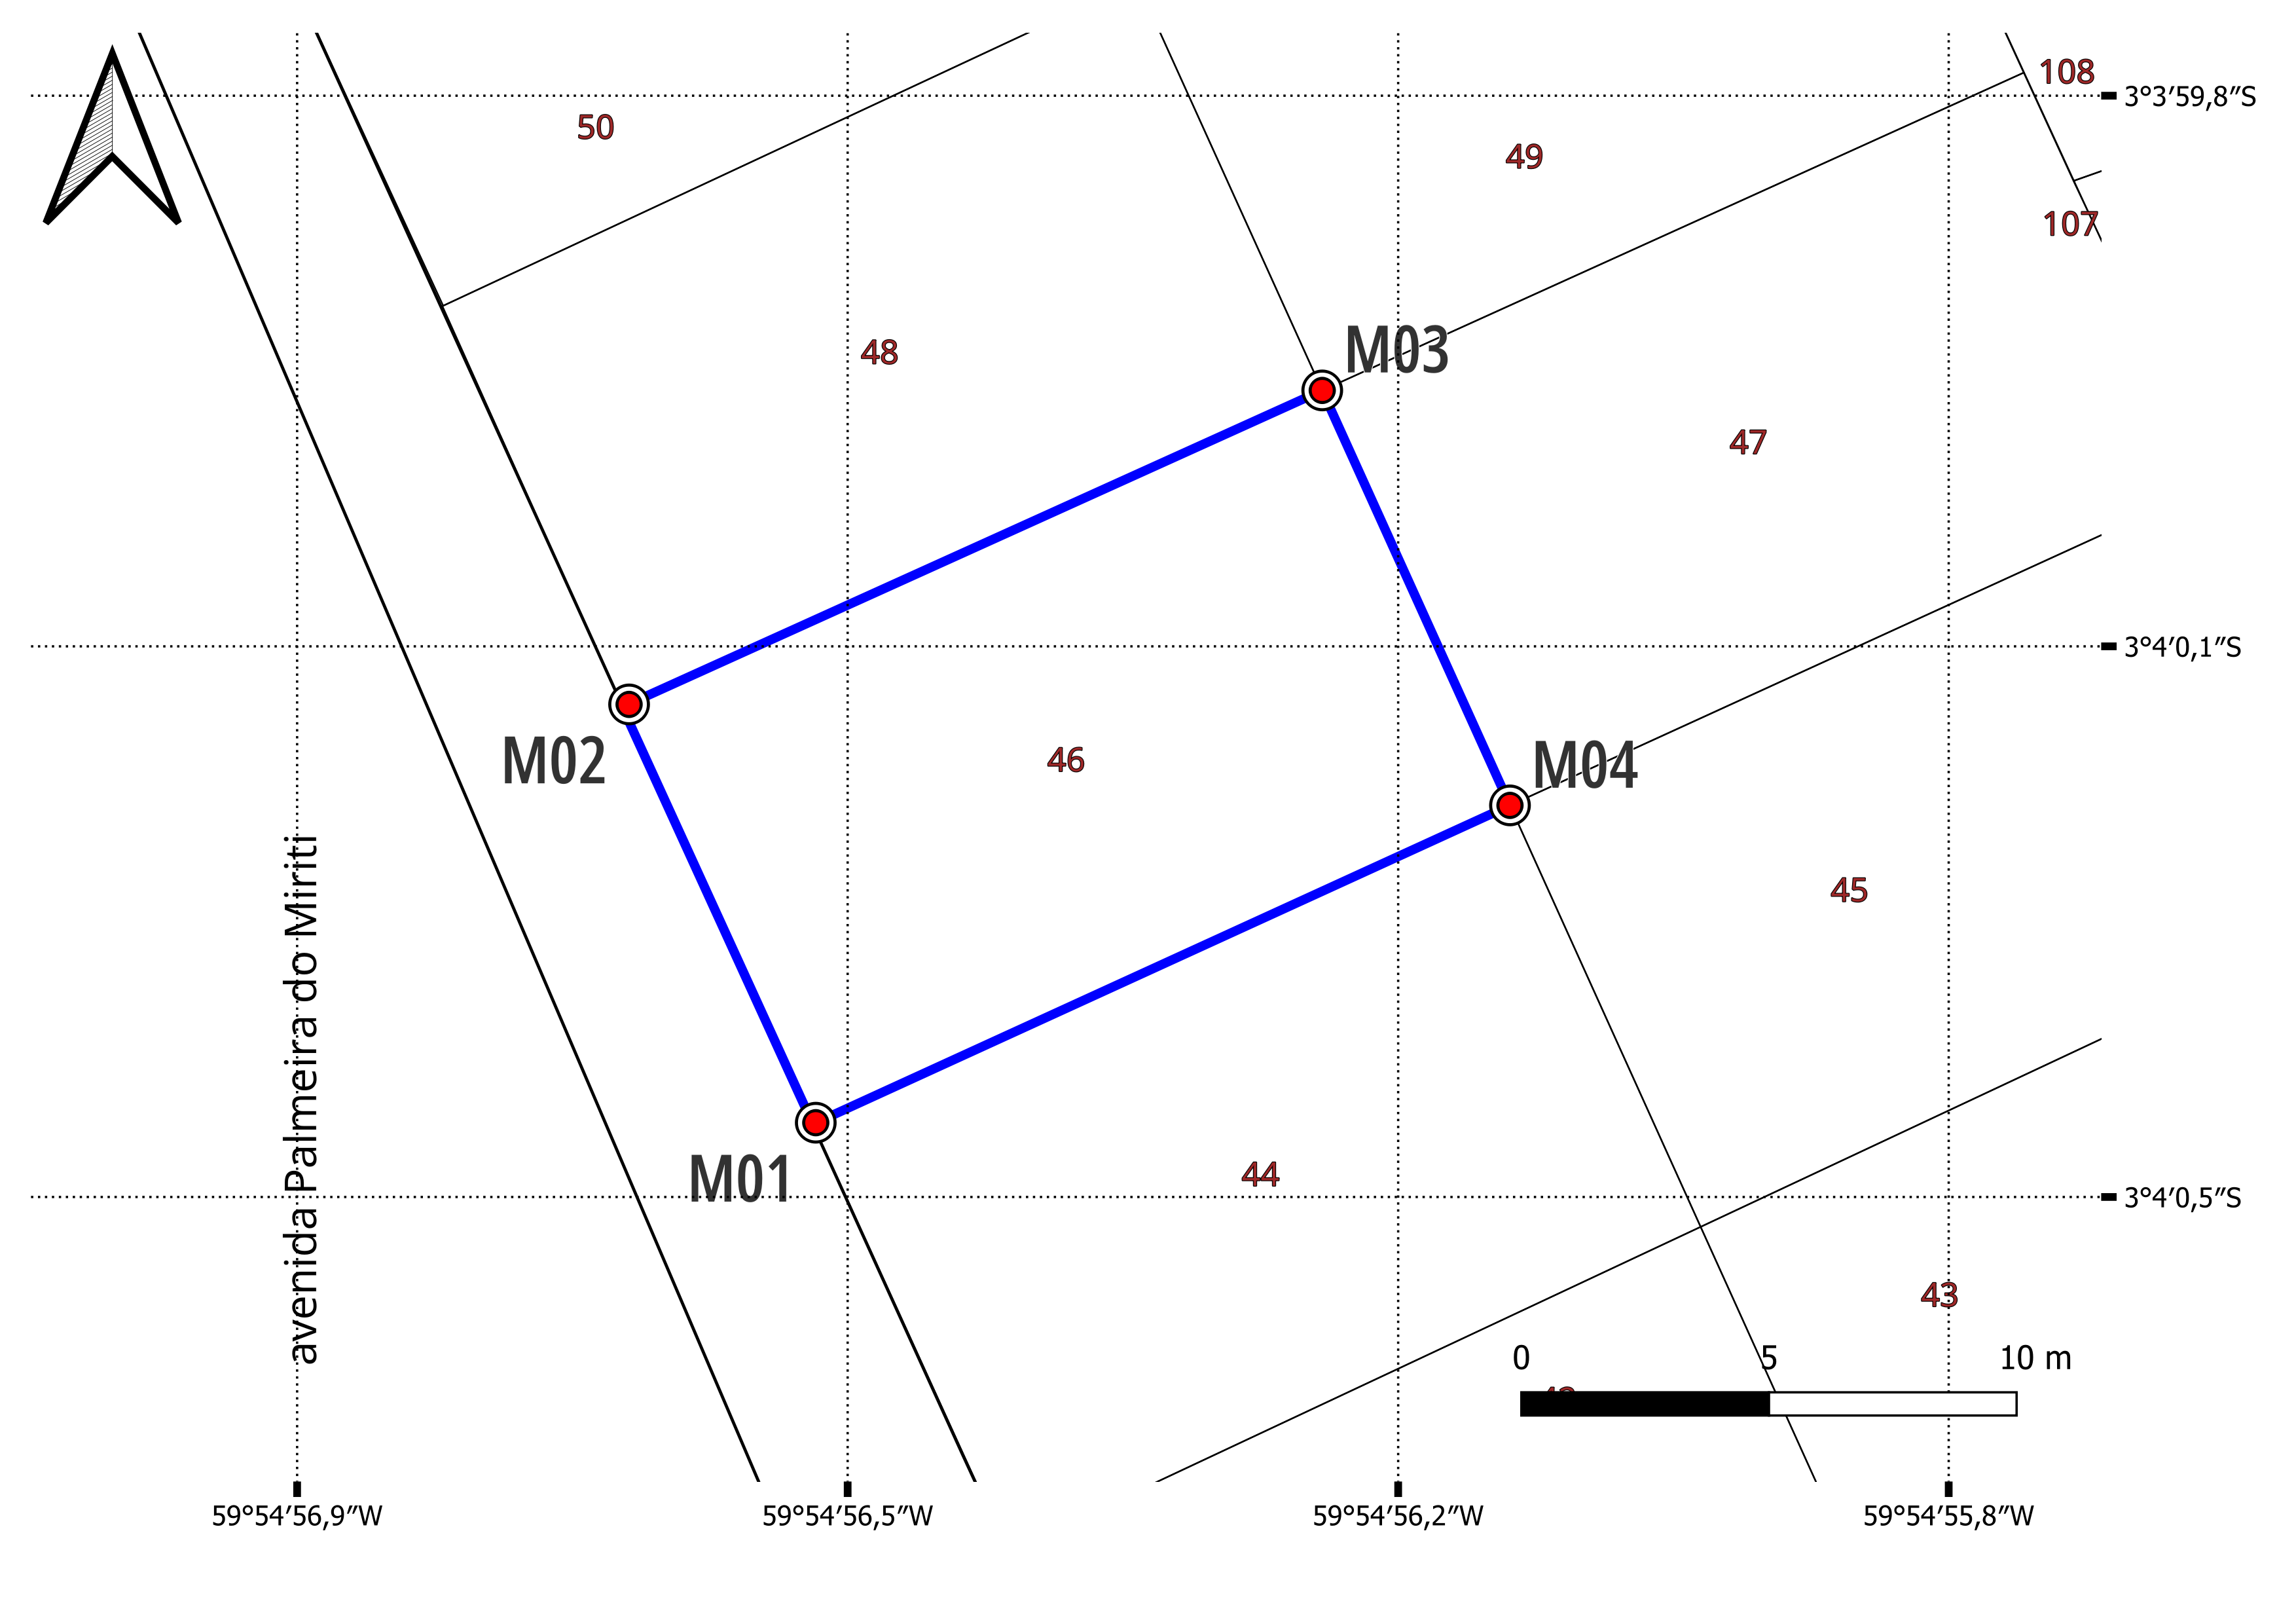 108
3°3′59,8″S
50
49
107
M03
48
47
3°4′0,1″S
M02
46
M04
45
avenida Palmeira do Miriti
M01
44
3°4′0,5″S
43
0 5 10 m
59°54′56,9″W 59°54′56,5″W 59°54′56,2″W 59°54′55,8″W